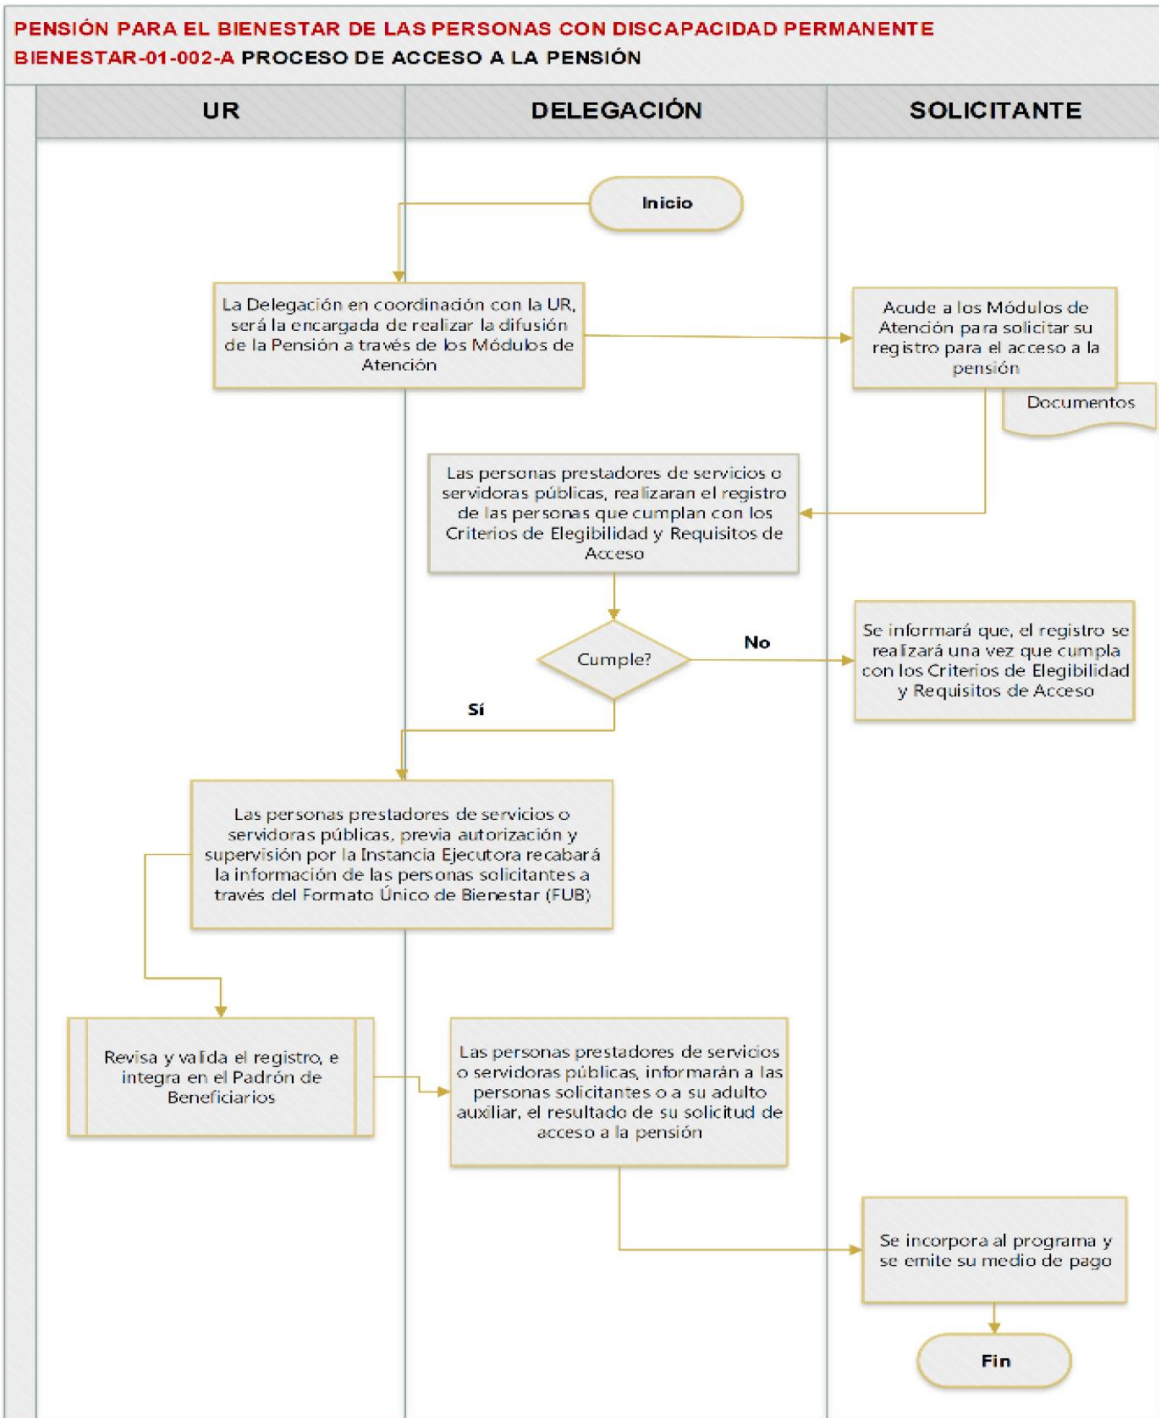 PENSIÓN PARA EL BIENESTAR DE LAS PERSONAS CON DISCAPACIDAD PERMANENTE
BIENESTAR-01-002-A PROCESO DE ACCESO A LA PENSIÓN
UR
DELEGACIÓN
SOLICITANTE
Inicio
La Delegación en coordinación con la UR,
será la encargada de realizar la difusión
de la Pensión a través de los Módulos de
Atención
Acude a los Módulos de
Atención para solicitar su
registro para el acceso a la
pensión
Documentos
Las personas prestadores de servicios o
servidoras públicas, realizaran el registro
de las personas que cumplan con los
Criterios de Elegibilidad y Requisitos de
Acceso
Cumple?
No
Se informará que, el registro se
realizará una vez que cumpla
con los Criterios de Elegibilidad
y Requisitos de Acceso
Sí
Las personas prestadores de servicios o
servidoras públicas, previa autorización y
supervisión por la Instancia Ejecutora recabará
la información de las personas solicitantes a
través del Formato Único de Bienestar (FUB)
Revisa y valida el registro, e
integra en el Padrón de
Beneficiarios
Las personas prestadores de servicios
o servidoras públicas, informarán a las
personas solicitantes o a su adulto
auxiliar, el resultado de su solicitud de
acceso a la pensión
Se incorpora al programa y
se emite su medio de pago
Fin